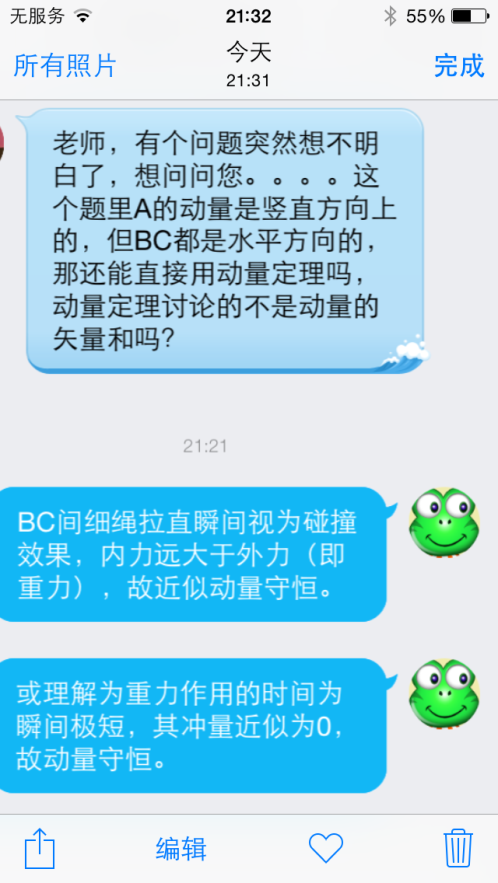 无服务 21:32 55%
今天
所有照片 完成
21:31
老师，有个问题突然想不明
白了，想问问您。。。。这
个题里A的动量是竖直方向上
的，但BC都是水平方向的，
那还能直接用动量定理吗，
动量定理讨论的不是动量的
矢量和吗？
21:21
BC间细绳拉直瞬间视为碰撞
效果，内力远大于外力（即
重力），故近似动量守恒。
或理解为重力作用的时间为
瞬间极短，其冲量近似为0，
故动量守恒。
编辑